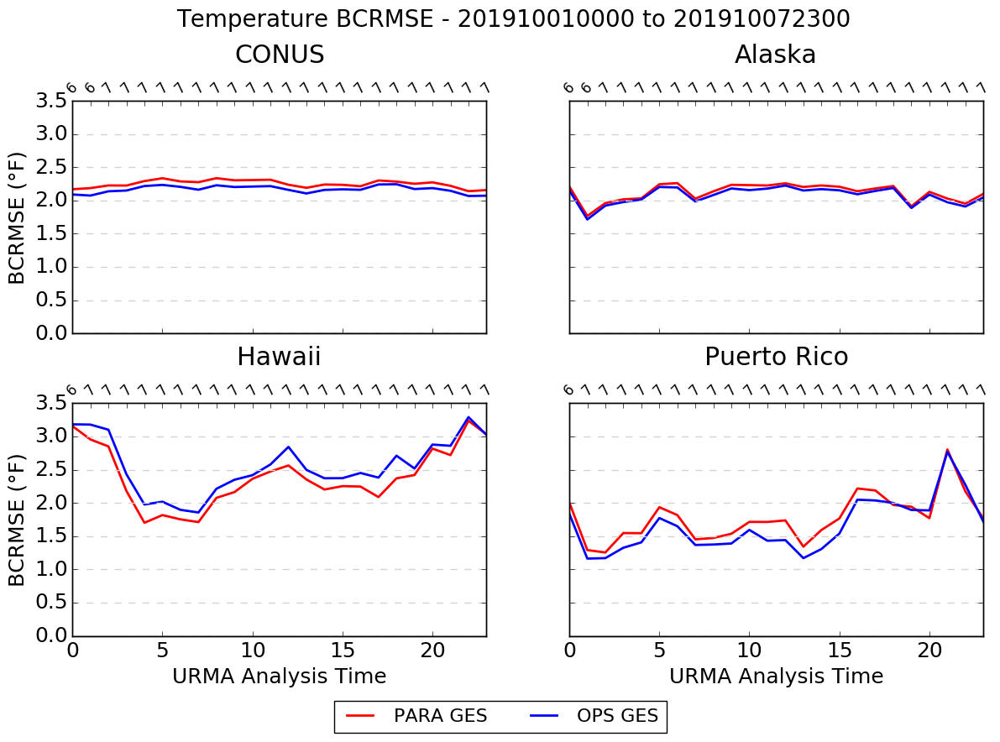 Temperature BCRMSE - 201910010000 to 201910072300
CONUS
6 6 7 7 7 7 7 7 7 7 7 7 7 7 7 7 7 7 7 7 7 7 7 7
3.5
3.0
2.5
2.0
1.5
1.0
0.5
0.0
BCRMSE (°F)
Alaska
6 6 7 7 7 7 7 7 7 7 7 7 7 7 7 7 7 7 7 7 7 7 7 7
Hawaii
6 7 7 7 7 7 7 7 7 7 7 7 7 7 7 7 7 7 7 7 7 7 7 7
3.5
3.0
2.5
2.0
1.5
1.0
0.5
0.0
BCRMSE (°F)
0 5 10 15 20
URMA Analysis Time
Puerto Rico
6 7 7 7 7 7 7 7 7 7 7 7 7 7 7 7 7 7 7 7 7 7 7 7
0 5 10 15 20
URMA Analysis Time
PARA GES OPS GES